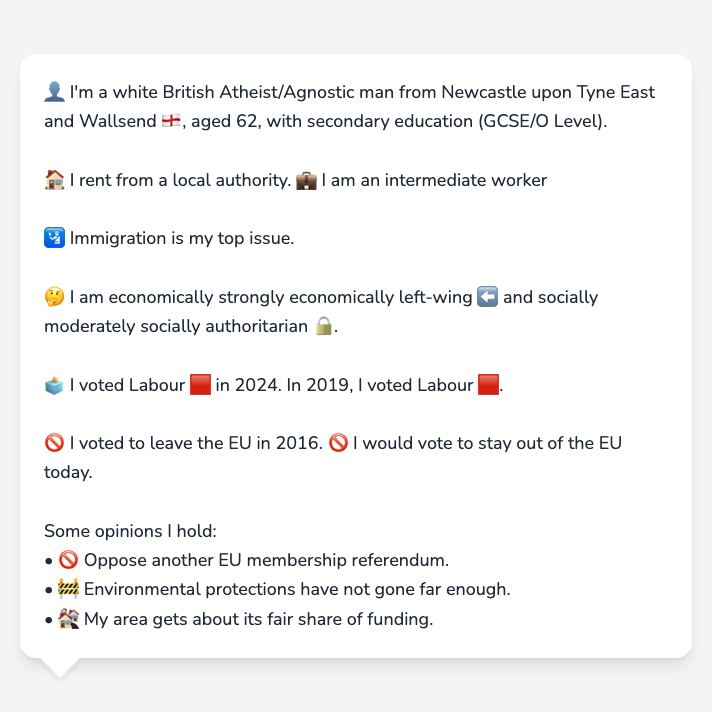 👤 I'm a white British Atheist/Agnostic man from Newcastle upon Tyne East
and Wallsend 🏴󠁧󠁢󠁥󠁮󠁧󠁿, aged 62, with secondary education (GCSE/O Level).
🏠 I rent from a local authority. 💼 I am an intermediate worker
🛂 Immigration is my top issue.
🤔 I am economically strongly economically left-wing ⬅️ and socially
moderately socially authoritarian 🔒.
🗳️ I voted Labour 🟥 in 2024. In 2019, I voted Labour 🟥.
🚫 I voted to leave the EU in 2016. 🚫 I would vote to stay out of the EU
today.
Some opinions I hold:
• 🚫 Oppose another EU membership referendum.
• 🚧 Environmental protections have not gone far enough.
• 🏘️ My area gets about its fair share of funding.